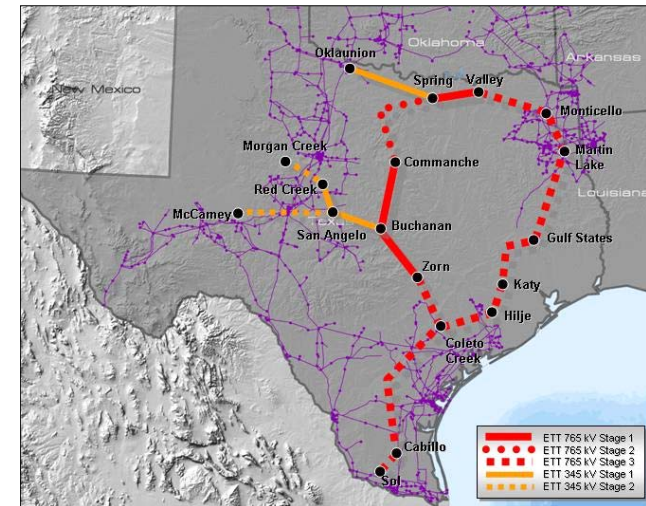 Oklahoma
Oklaunion
Arkansas
Spring
Valley
New Mexico
Monticello
Morgan Creek
Martin
Lake
Commanche
Red Creek
Louisiana
McCamey
San Angelo
Buchanan
Gulf States
Zorn
Katy
Hilje
Coleto
Creek
Cabillo
Sol
ETT 765 kV Stage 1
ETT 765 kV Stage 2
ETT 765 kV Stage 3
ETT 345 kV Stage 1
ETT 345 kV Stage 2